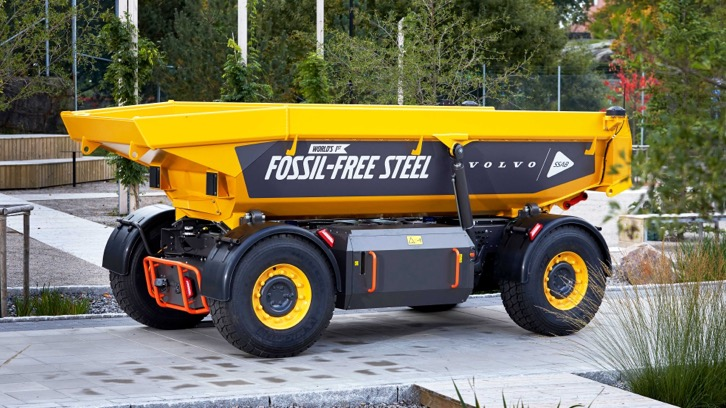 WORLD'S 1ST
FOSSIL-FREE STEEL
VOLVO
SSAB